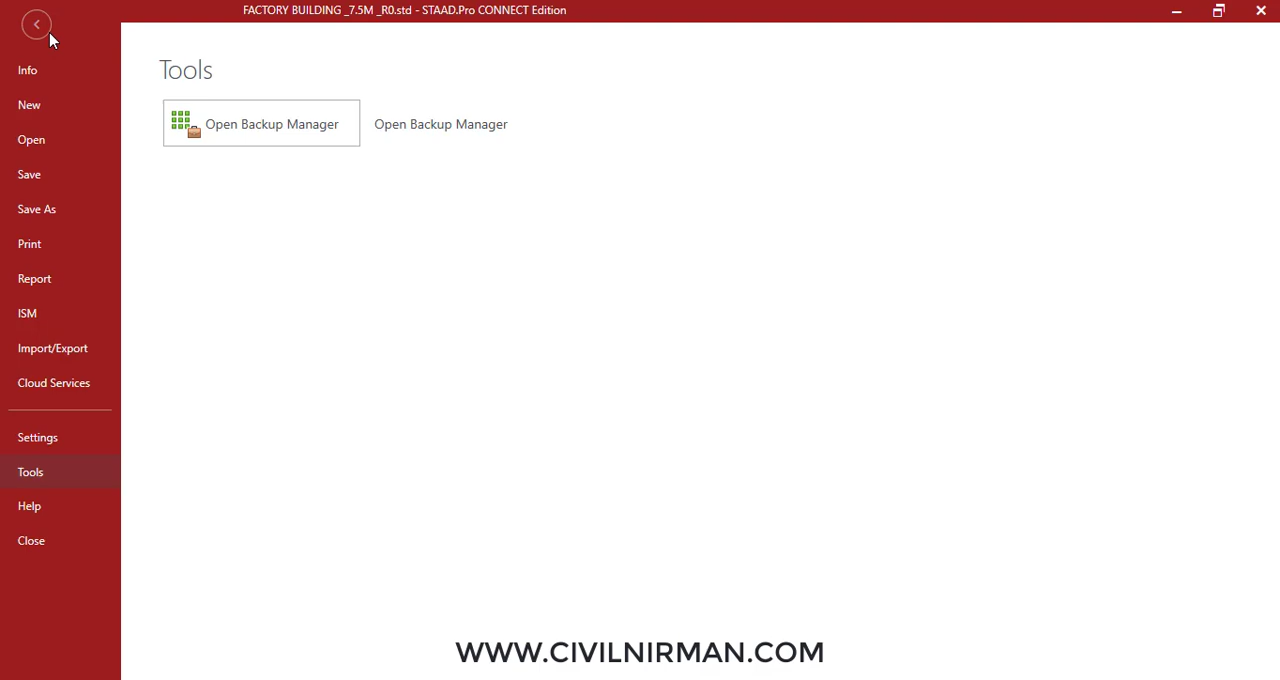 FACTORY BUILDING _7.5M _R0.std - STAAD.Pro CONNECT Edition
Info
New
Open
Save
Save As
Print
Report
ISM
Import/Export
Cloud Services
Settings
Tools
Help
Close
Tools
Open Backup Manager
Open Backup Manager
WWW.CIVILNIRMAN.COM